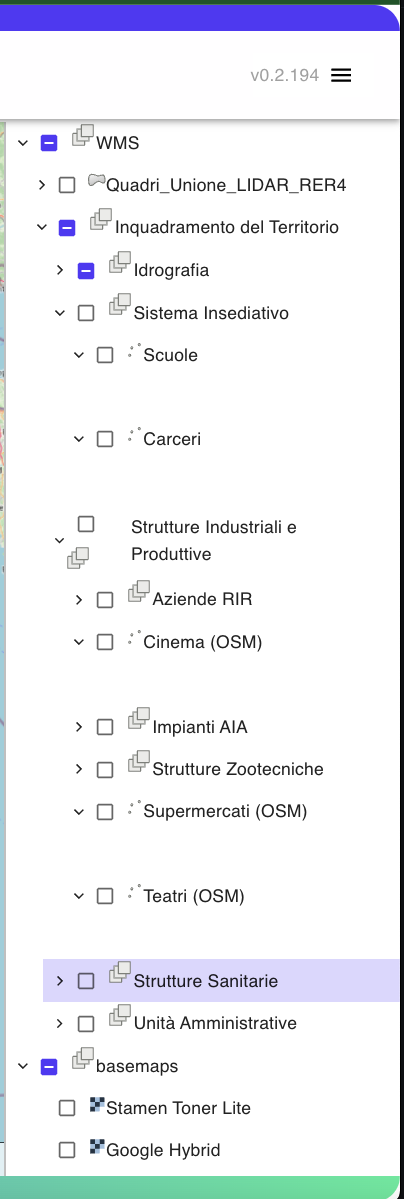 v0.2.194
WMS
Quadri_Unione_LIDAR_RER4
Inquadramento del Territorio
Idrografia
Sistema Insediativo
Scuole
Carceri
Strutture Industriali e
Produttive
Aziende RIR
Cinema (OSM)
Impianti AIA
Strutture Zootecniche
Supermercati (OSM)
Teatri (OSM)
Strutture Sanitarie
Unità Amministrative
basemaps
Stamen Toner Lite
Google Hybrid